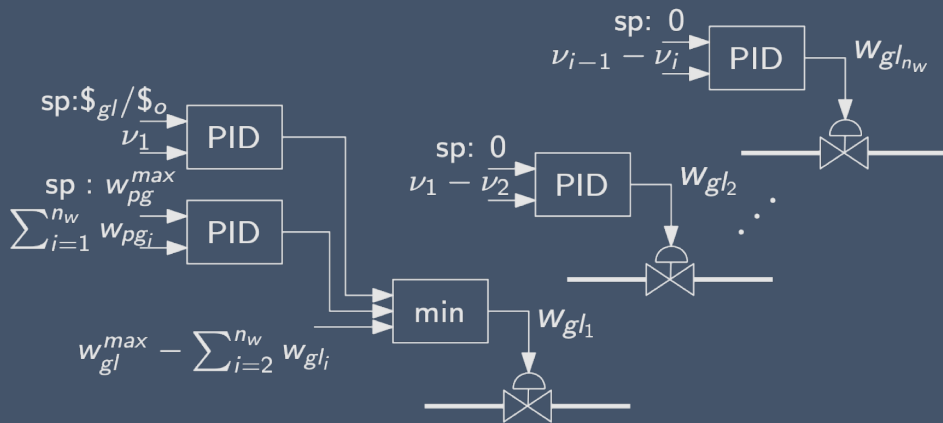 sp: 0
ν_{i−1} − ν_i
PID
w_{gl_{n_w}}
sp:$_{gl}/$_o
ν_1
PID
sp: 0
ν_1 − ν_2
PID
w_{gl_2}
sp : w_{pg}^{max}
∑_{i=1}^{n_w} w_{pg_i}
PID
min
w_{gl_1}
w_{gl}^{max} − ∑_{i=2}^{n_w} w_{gl_i}